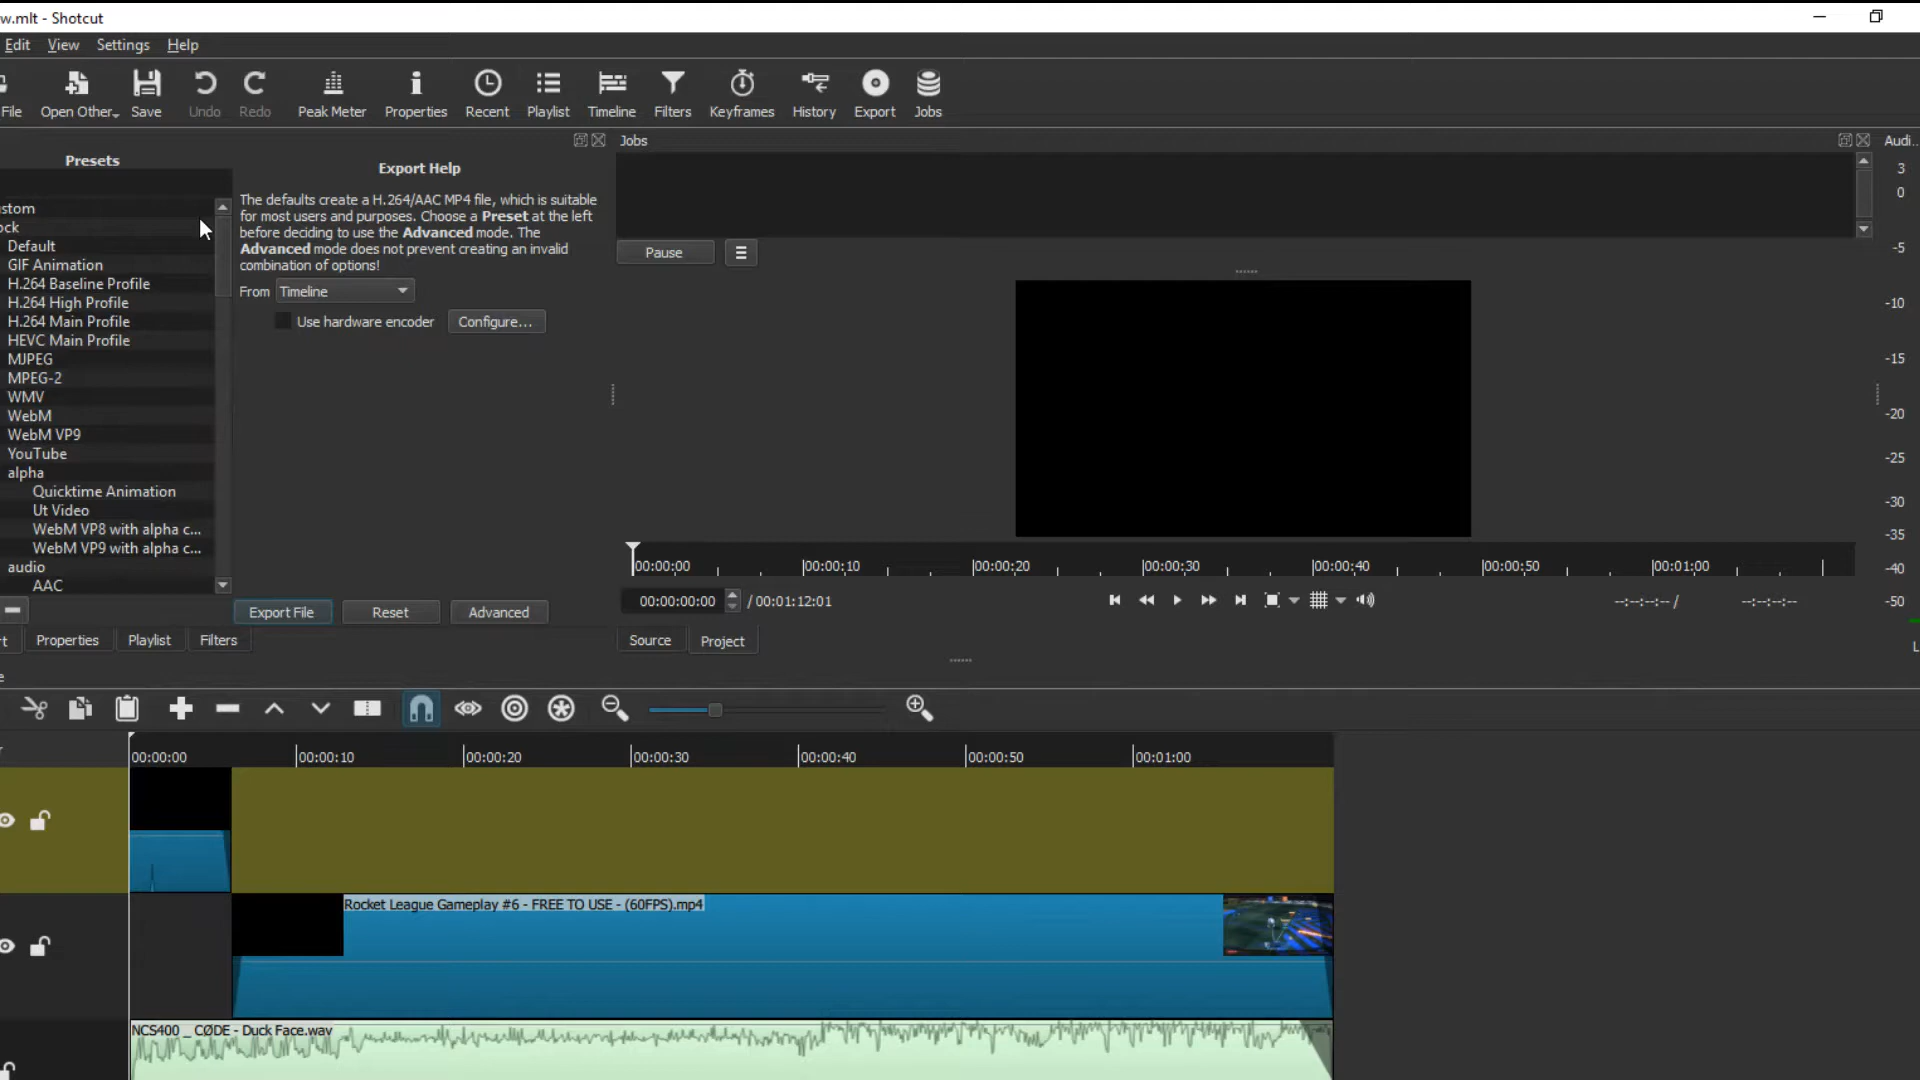 w.mlt - Shotcut
Edit View Settings Help
File Open Other Save Undo Redo Peak Meter Properties Recent Playlist Timeline Filters Keyframes History Export Jobs
Presets
stom
ock
Default
GIF Animation
H.264 Baseline Profile
H.264 High Profile
H.264 Main Profile
HEVC Main Profile
MJPEG
MPEG-2
WMV
WebM
WebM VP9
YouTube
alpha
Quicktime Animation
Ut Video
WebM VP8 with alpha c...
WebM VP9 with alpha c...
audio
AAC
Export Help
The defaults create a H.264/AAC MP4 file, which is suitable
for most users and purposes. Choose a Preset at the left
before deciding to use the Advanced mode. The
Advanced mode does not prevent creating an invalid
combination of options!
From Timeline
Use hardware encoder Configure...
Export File Reset Advanced
rt Properties Playlist Filters
Jobs
Pause
00:00:00 00:00:10 00:00:20 00:00:30 00:00:40 00:00:50 00:01:00
00:00:00:00 / 00:01:12:01 --:--:--:-- / --:--:--:--
Source Project
Audi...
3
0
-5
-10
-15
-20
-25
-30
-35
-40
-50
L
e
r
00:00:00 00:00:10 00:00:20 00:00:30 00:00:40 00:00:50 00:01:00
Rocket League Gameplay #6 - FREE TO USE - (60FPS).mp4
NCS400 _ CØDE - Duck Face.wav